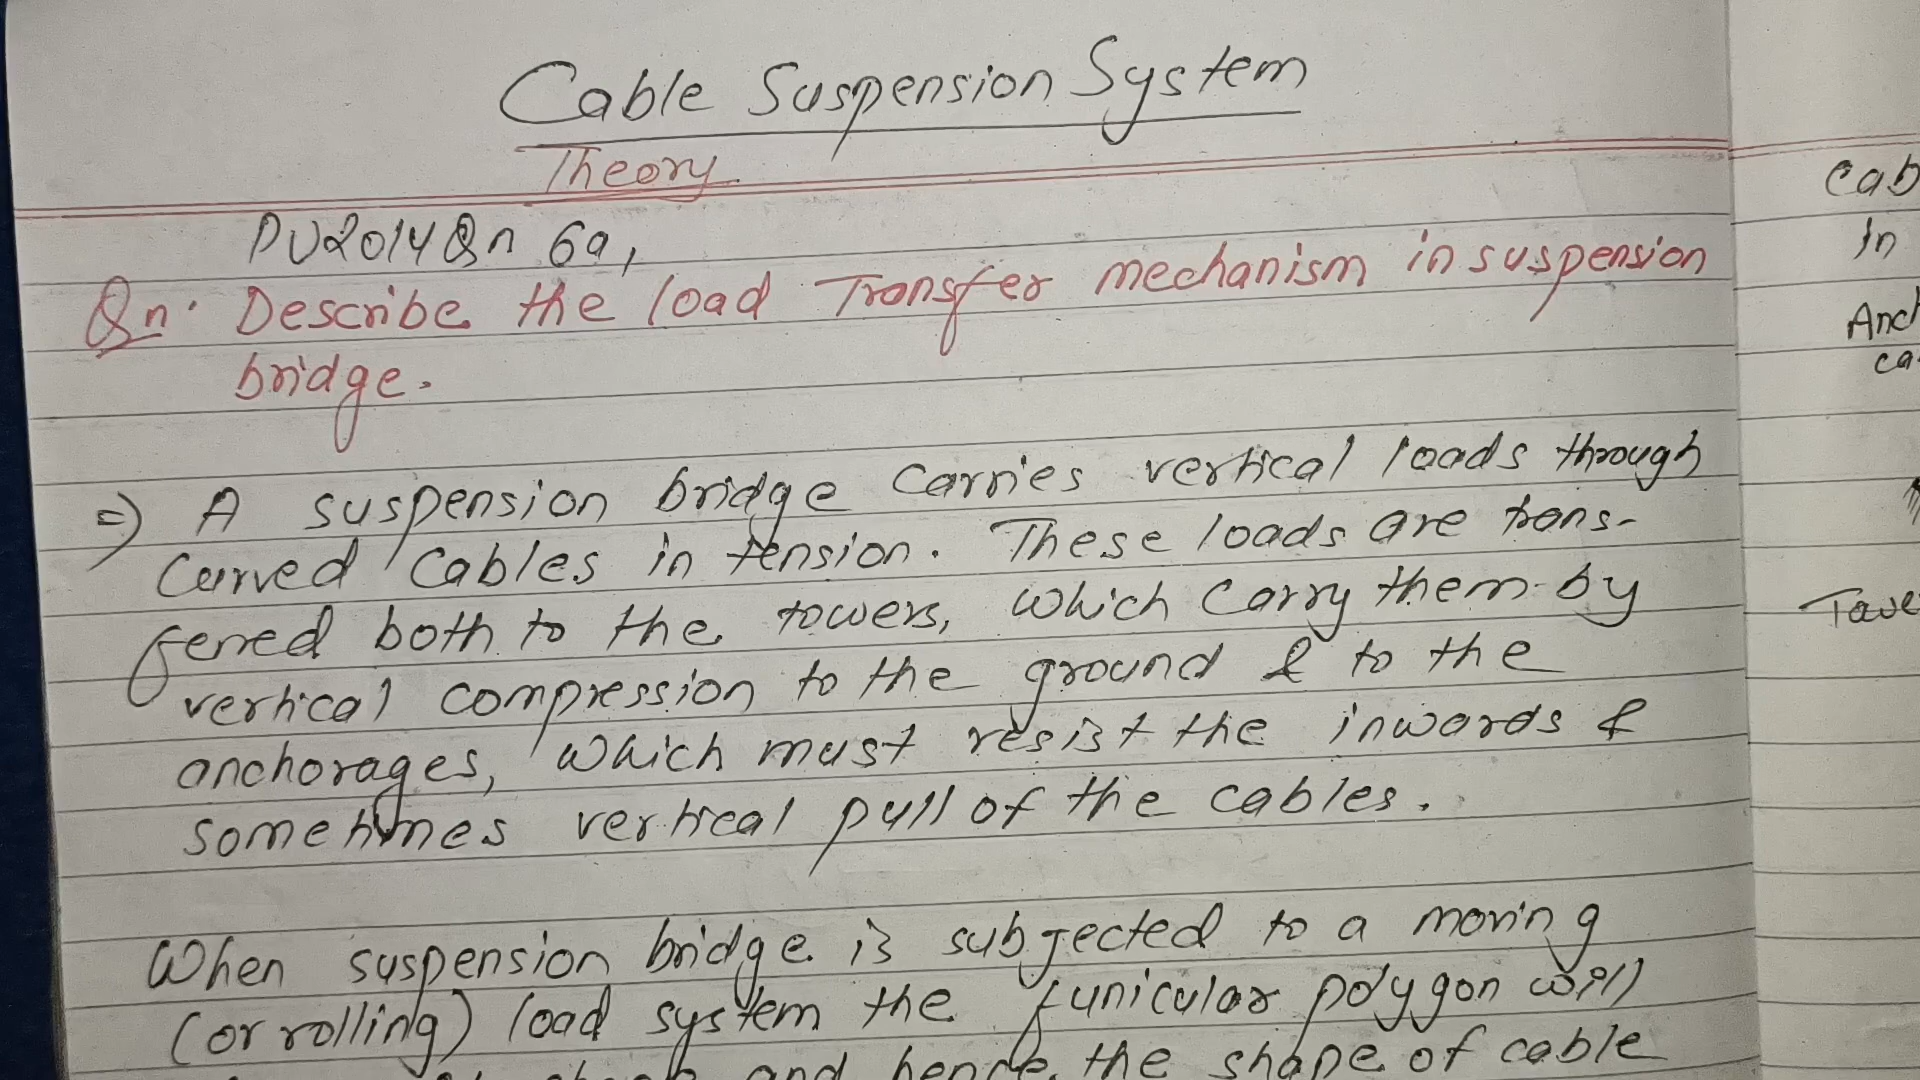 Cable Suspension System
Theory
PU2014 Qn 6a,
Qn. Describe the load Transfer mechanism in suspension
bridge.
=) A suspension bridge carries vertical loads through
Curved cables in tension. These loads are trans-
ferred both to the towers, which carry them by
vertical compression to the ground & to the
anchorages, which must resist the inwards &
sometimes vertical pull of the cables.
When suspension bridge is subjected to a moving
(or rolling) load system the funicular polygon will
and hence the shape of cable
Cab
In
Anch
ca
Towe